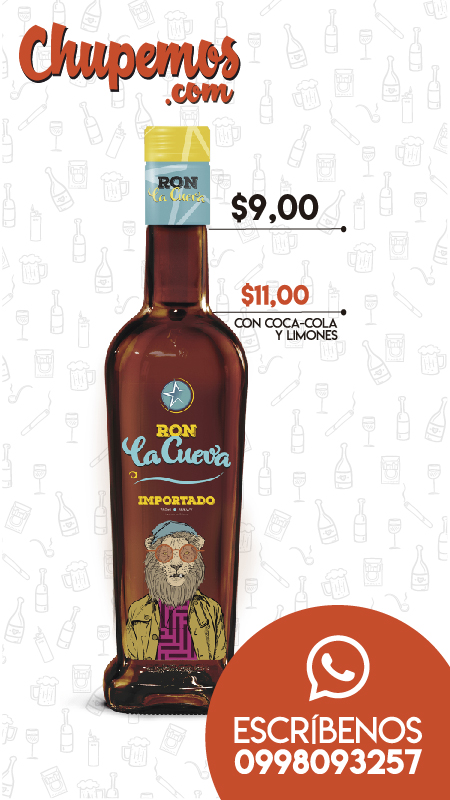 Chupemos
.com
RON
La Cueva
$9,00
$11,00
CON COCA-COLA
Y LIMONES
RON
La Cueva
IMPORTADO
ESCRÍBENOS
0998093257